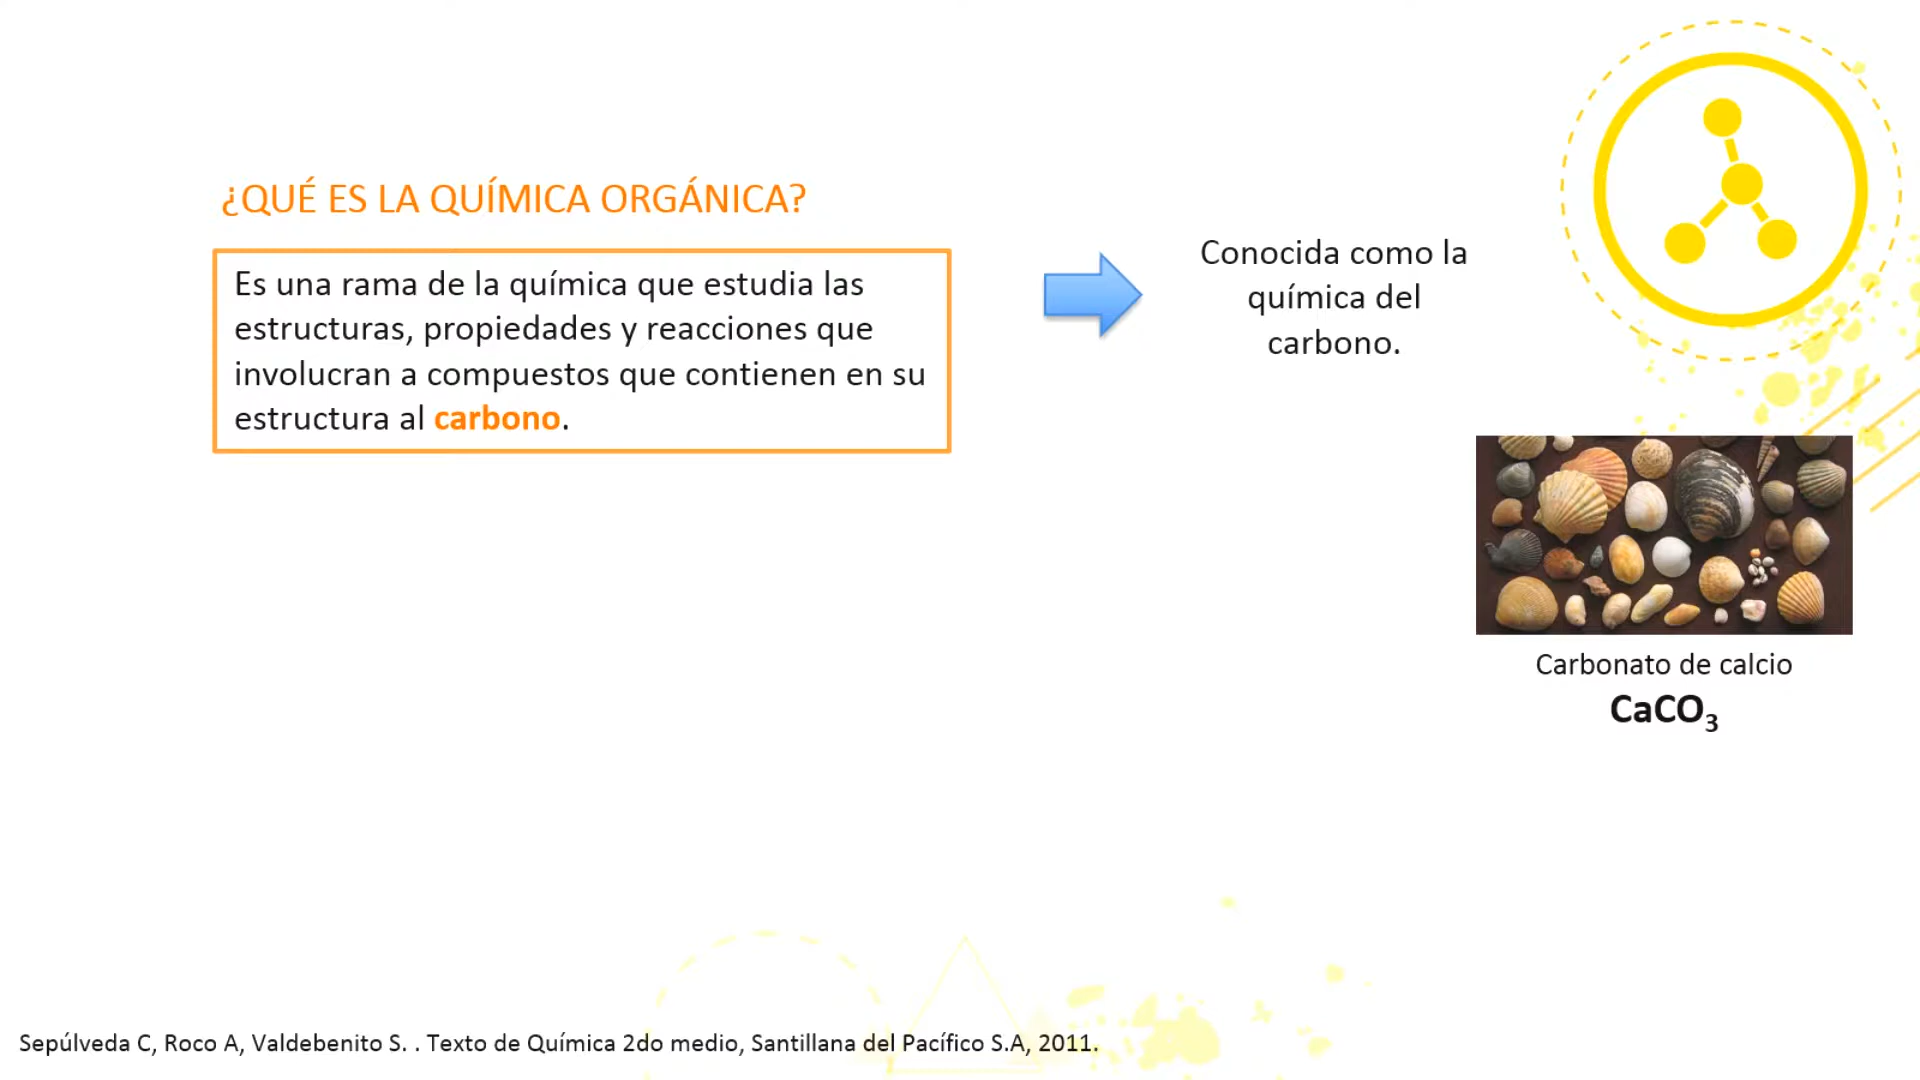 ¿QUÉ ES LA QUÍMICA ORGÁNICA?
Es una rama de la química que estudia las
estructuras, propiedades y reacciones que
involucran a compuestos que contienen en su
estructura al carbono.
Conocida como la
química del
carbono.
Carbonato de calcio
CaCO₃
Sepúlveda C, Roco A, Valdebenito S. . Texto de Química 2do medio, Santillana del Pacífico S.A, 2011.